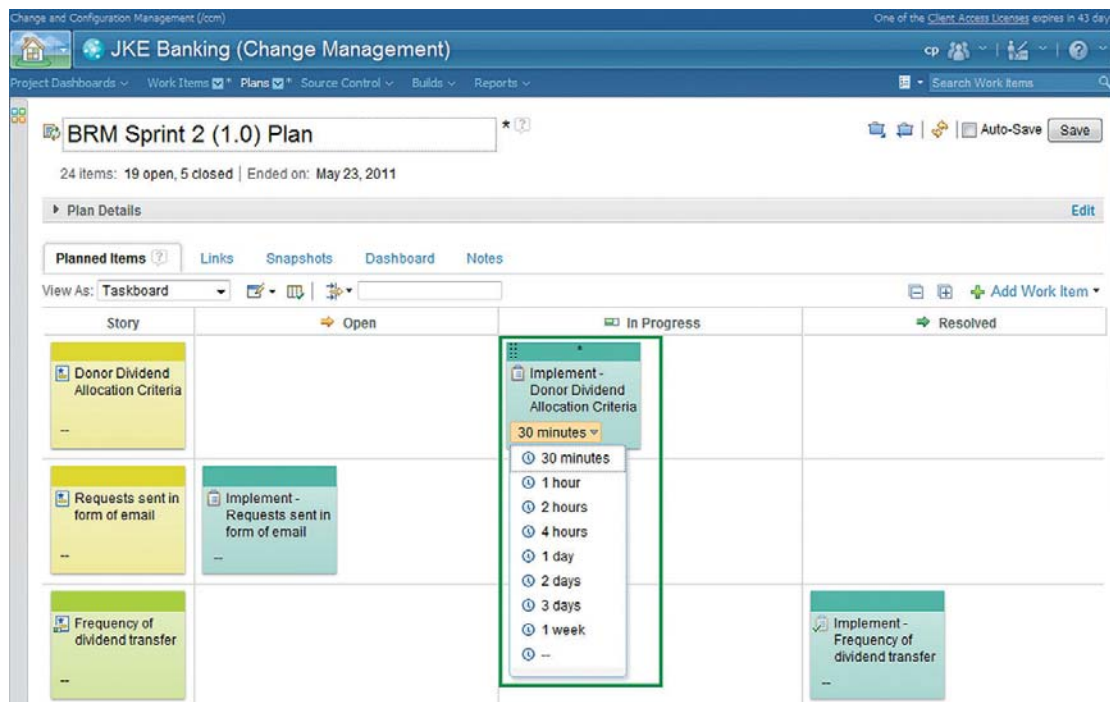 Change and Configuration Management (/ccm)
One of the Client Access Licenses expires in 43 day
JKE Banking (Change Management)
cp
Project Dashboards Work Items * Plans * Source Control Builds Reports
Search Work Items
BRM Sprint 2 (1.0) Plan
* ?
Auto-Save Save
24 items: 19 open, 5 closed | Ended on: May 23, 2011
Plan Details
Edit
Planned Items ? Links Snapshots Dashboard Notes
View As: Taskboard
Add Work Item
Story Open In Progress Resolved
Donor Dividend
Allocation Criteria
--
*
Implement -
Donor Dividend
Allocation Criteria
30 minutes
30 minutes
1 hour
2 hours
4 hours
1 day
2 days
3 days
1 week
--
Requests sent in
form of email
--
Implement -
Requests sent in
form of email
--
Frequency of
dividend transfer
--
Implement -
Frequency of
dividend transfer
--